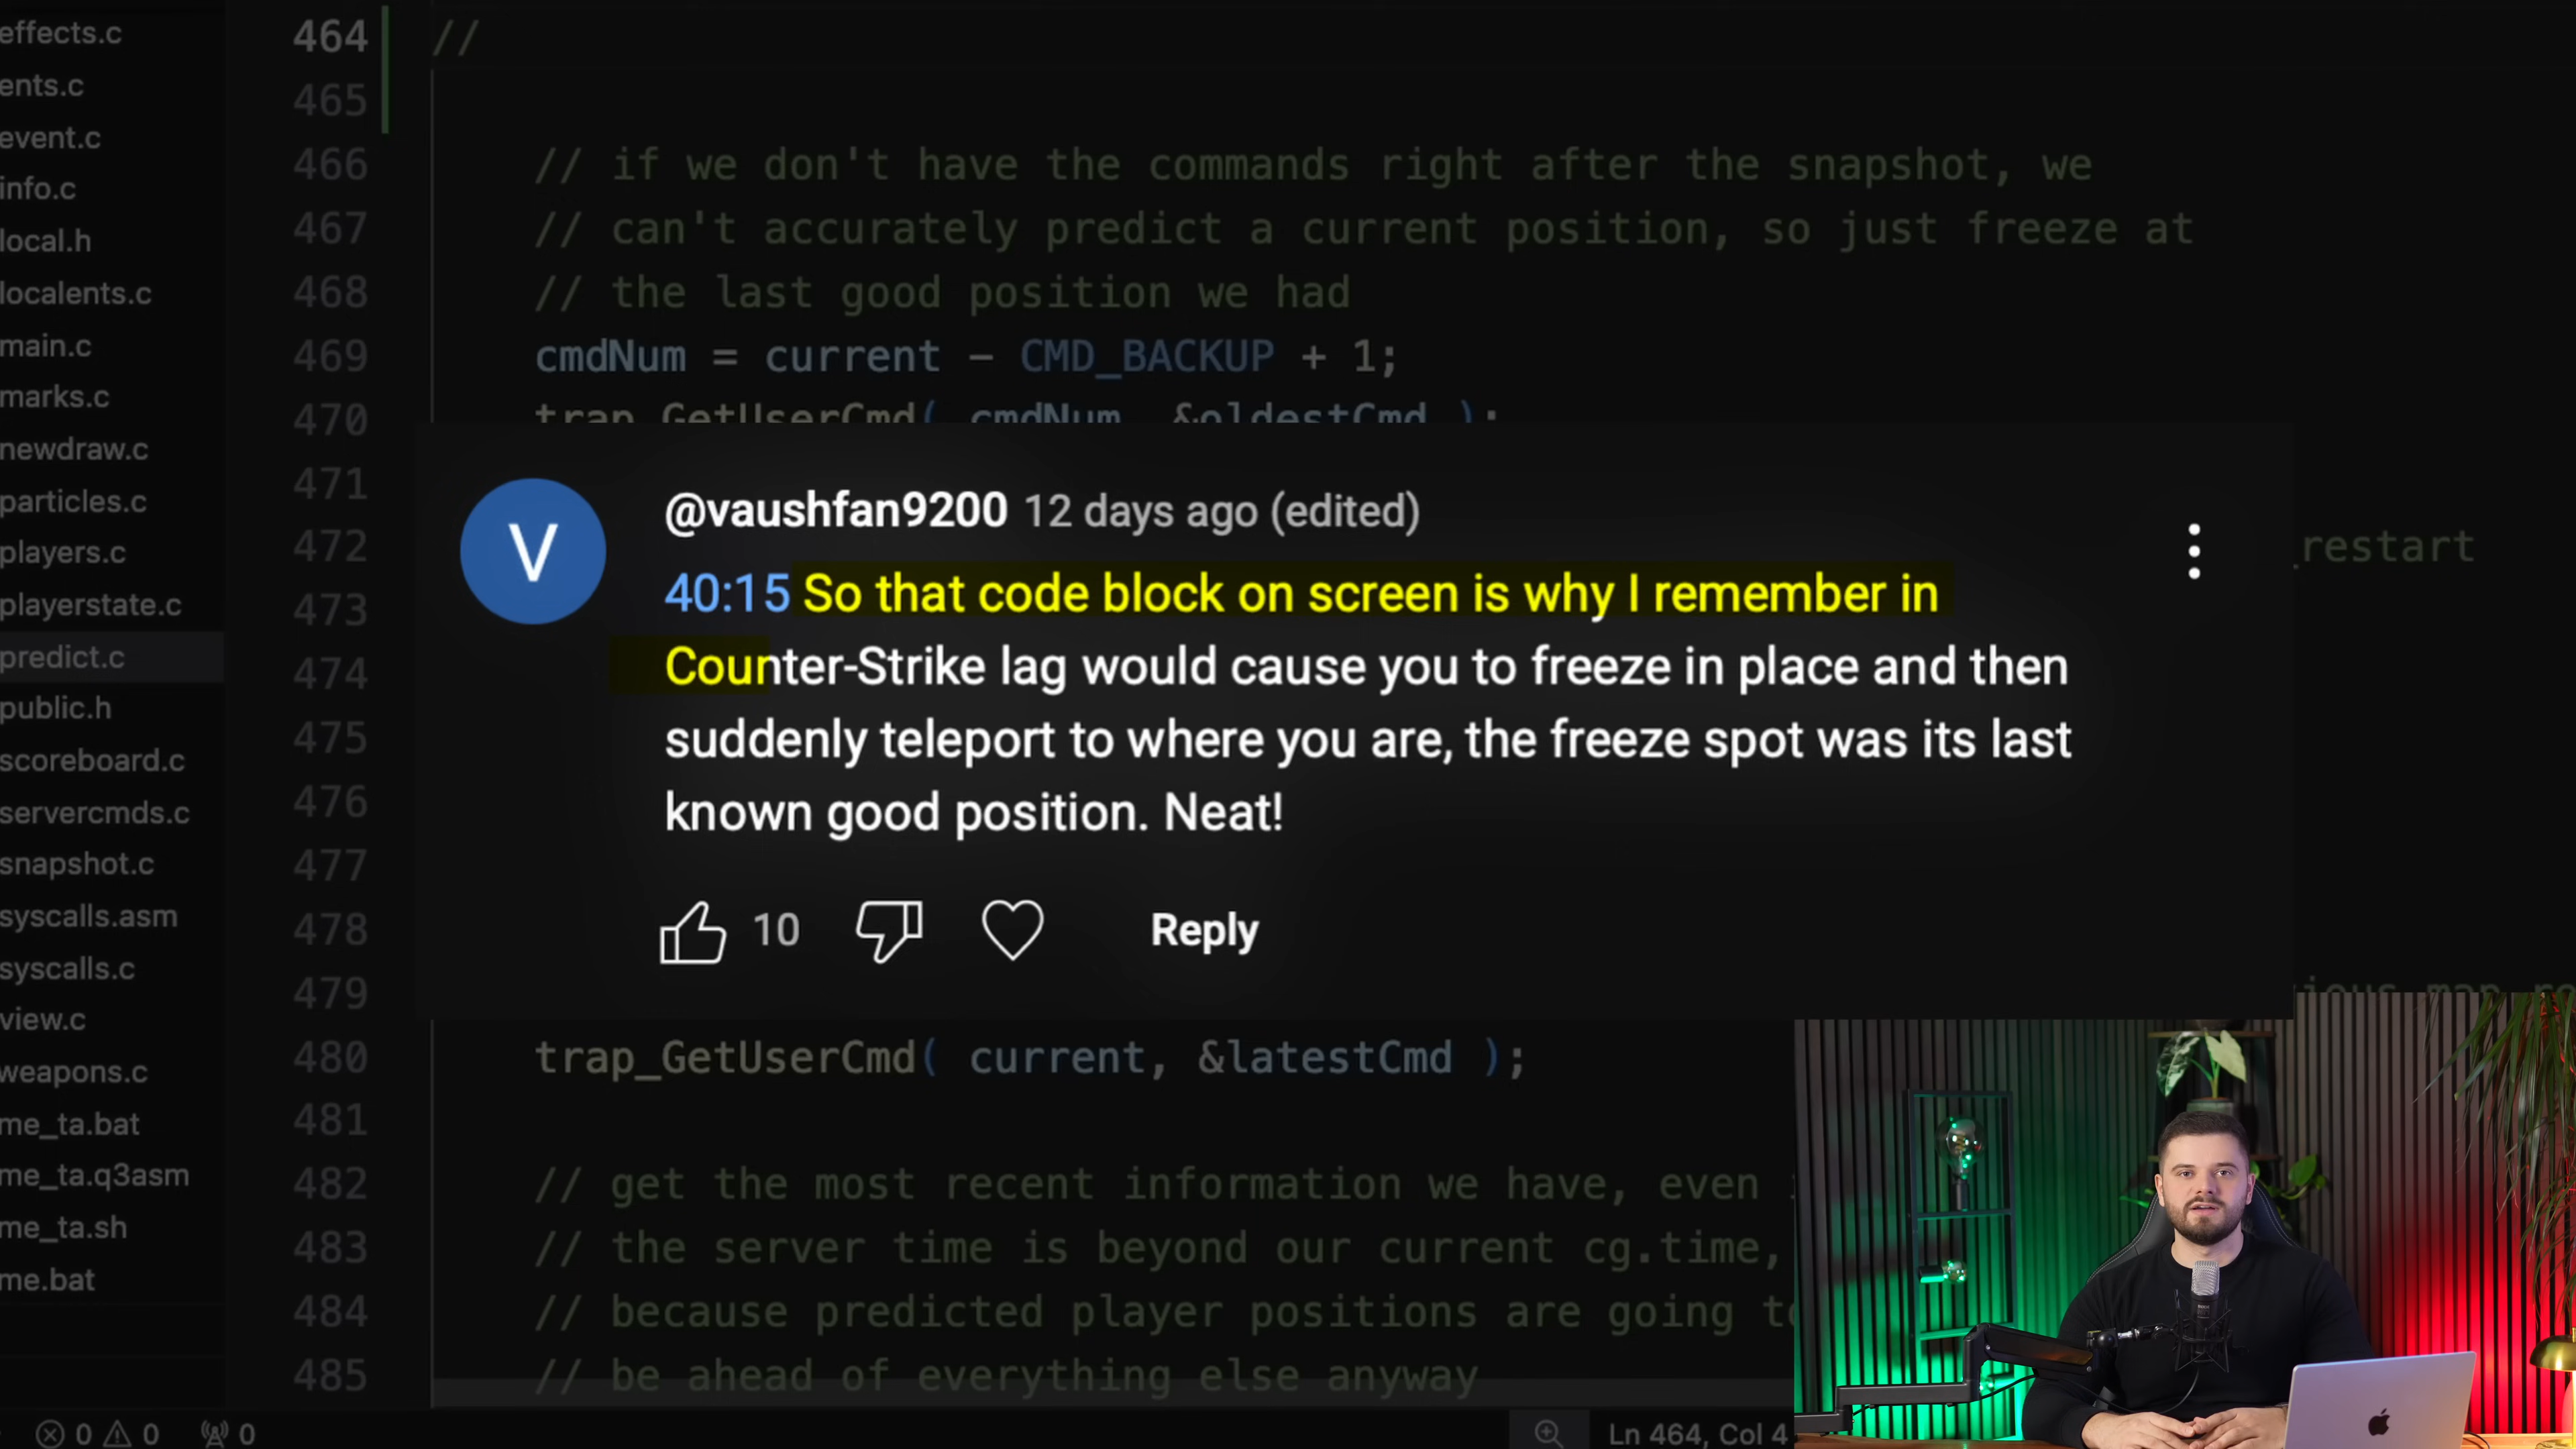 effects.c
ents.c
event.c
info.c
local.h
localents.c
main.c
marks.c
newdraw.c
particles.c
players.c
playerstate.c
predict.c
public.h
scoreboard.c
servercmds.c
snapshot.c
syscalls.asm
syscalls.c
view.c
weapons.c
me_ta.bat
me_ta.q3asm
me_ta.sh
me.bat
464 //
465
466 // if we don't have the commands right after the snapshot, we
467 // can't accurately predict a current position, so just freeze at
468 // the last good position we had
469 cmdNum = current - CMD_BACKUP + 1;
470 trap_GetUserCmd( cmdNum, &oldestCmd );
471
472 _restart
473
474
475
476
477
478
479
V
@vaushfan9200 12 days ago (edited)
40:15 So that code block on screen is why I remember in
Counter-Strike lag would cause you to freeze in place and then
suddenly teleport to where you are, the freeze spot was its last
known good position. Neat!
10 Reply
480 trap_GetUserCmd( current, &latestCmd );
481
482 // get the most recent information we have, even
483 // the server time is beyond our current cg.time,
484 // because predicted player positions are going
485 // be ahead of everything else anyway
0 0 0
Ln 464, Col 4